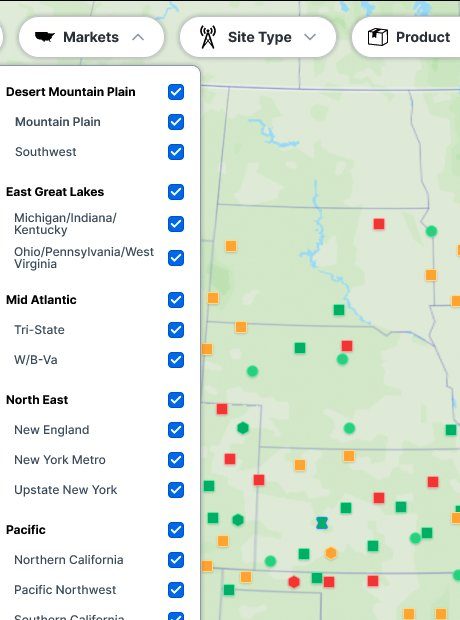 Markets
Site Type
Product
Desert Mountain Plain
Mountain Plain
Southwest
East Great Lakes
Michigan/Indiana/
Kentucky
Ohio/Pennsylvania/West
Virginia
Mid Atlantic
Tri-State
W/B-Va
North East
New England
New York Metro
Upstate New York
Pacific
Northern California
Pacific Northwest
Southern California